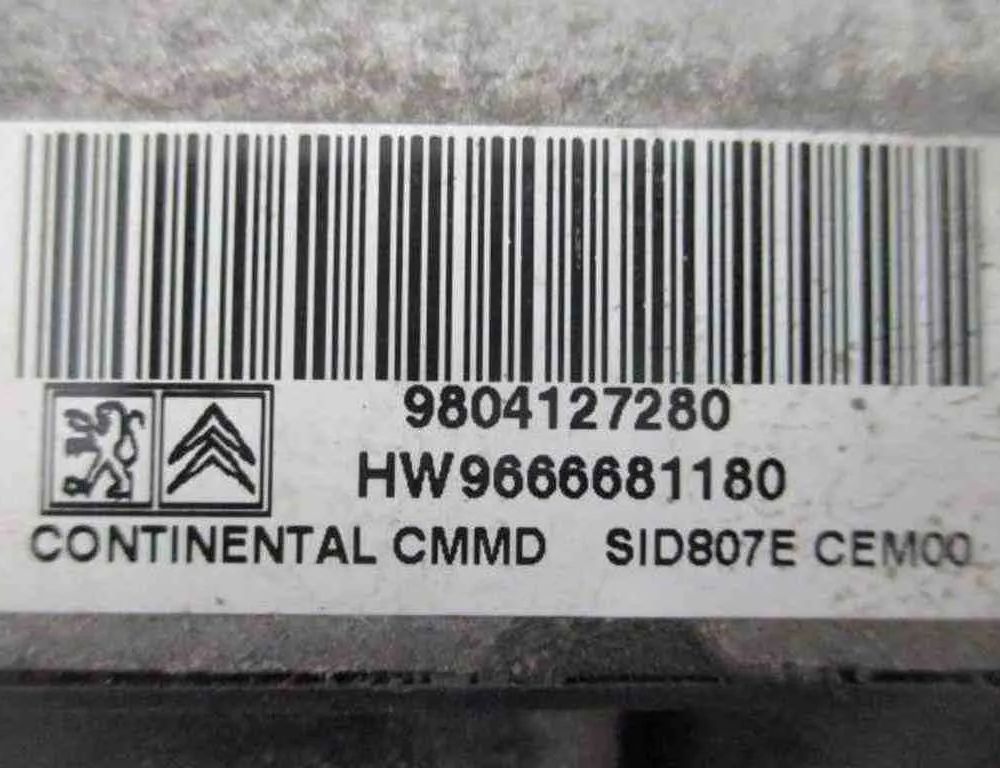 9804127280
HW9666681180
CONTINENTAL CMMD SID807E CEM00